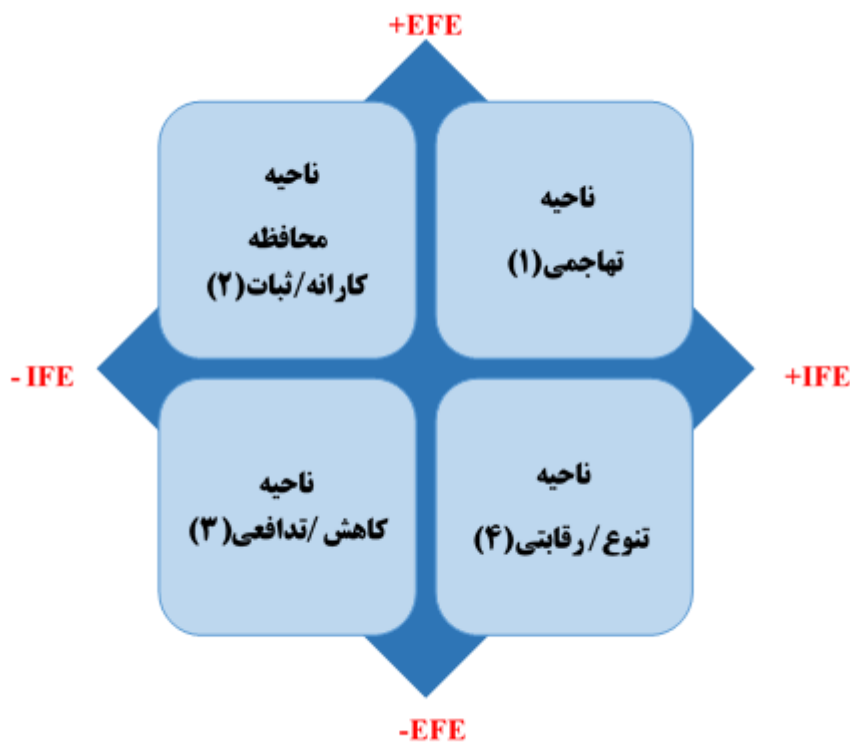 +EFE
ناحیه
تهاجمی(۱)
ناحیه
محافظه
کارانه/ثبات(۲)
- IFE
+IFE
ناحیه
تنوع/رقابتی(۴)
ناحیه
کاهش/تدافعی(۳)
-EFE